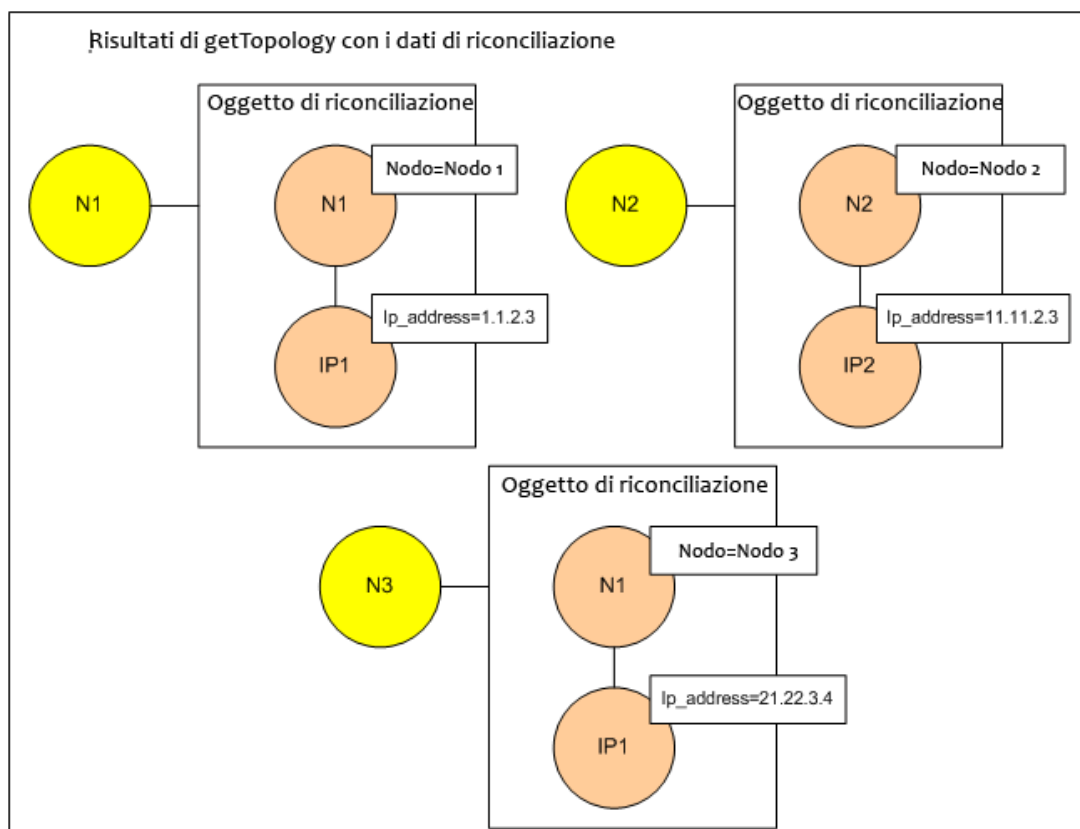 Risultati di getTopology con i dati di riconciliazione
Oggetto di riconciliazione
N1
Nodo=Nodo 1
N1
Ip_address=1.1.2.3
IP1
Oggetto di riconciliazione
N2
Nodo=Nodo 2
N2
Ip_address=11.11.2.3
IP2
Oggetto di riconciliazione
N3
Nodo=Nodo 3
N1
Ip_address=21.22.3.4
IP1